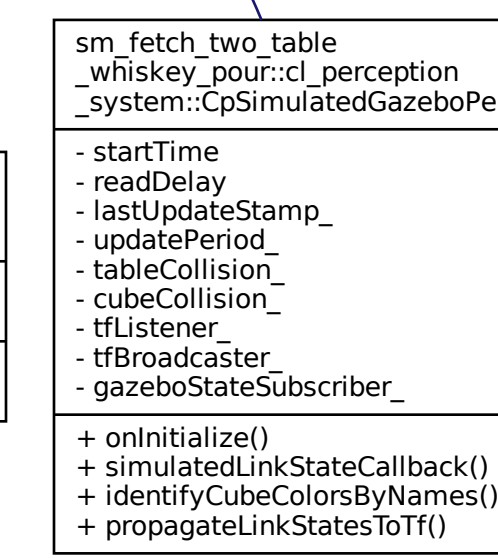 sm_fetch_two_table
_whiskey_pour::cl_perception
_system::CpSimulatedGazeboPe
- startTime
- readDelay
- lastUpdateStamp_
- updatePeriod_
- tableCollision_
- cubeCollision_
- tfListener_
- tfBroadcaster_
- gazeboStateSubscriber_
+ onInitialize()
+ simulatedLinkStateCallback()
+ identifyCubeColorsByNames()
+ propagateLinkStatesToTf()